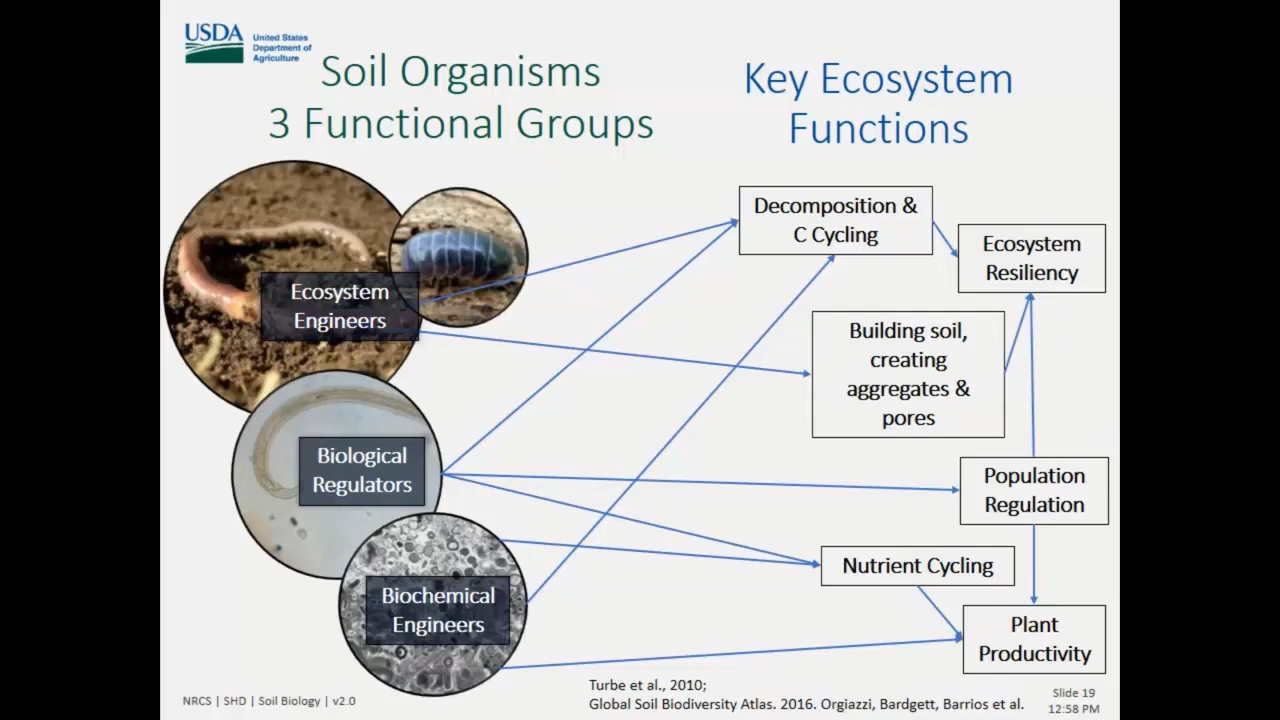 USDA
United States
Department of
Agriculture
Soil Organisms
3 Functional Groups
Key Ecosystem
Functions
Ecosystem
Engineers
Biological
Regulators
Biochemical
Engineers
Decomposition &
C Cycling
Ecosystem
Resiliency
Building soil,
creating
aggregates &
pores
Population
Regulation
Nutrient Cycling
Plant
Productivity
NRCS | SHD | Soil Biology | v2.0
Turbe et al., 2010;
Global Soil Biodiversity Atlas. 2016. Orgiazzi, Bardgett, Barrios et al.
Slide 19
12:58 PM